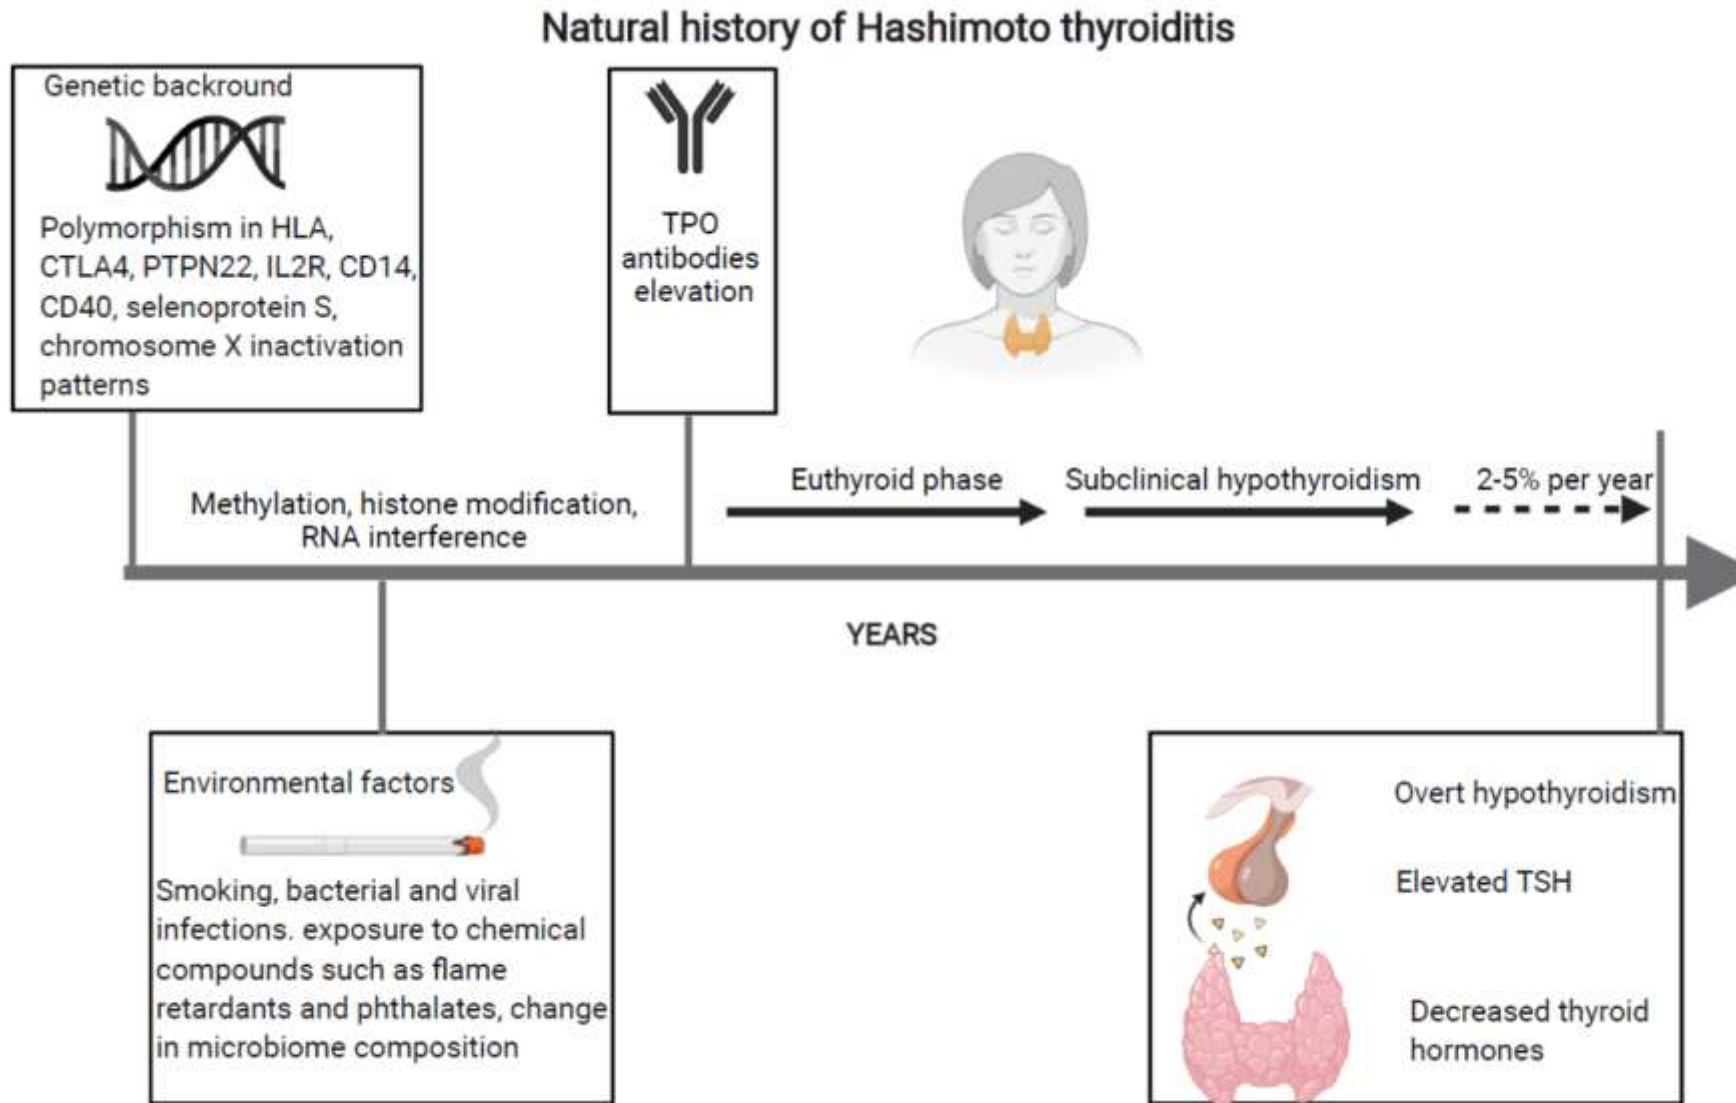 Natural history of Hashimoto thyroiditis
Genetic backround
Polymorphism in HLA,
CTLA4, PTPN22, IL2R, CD14,
CD40, selenoprotein S,
chromosome X inactivation
patterns
TPO
antibodies
elevation
Methylation, histone modification,
RNA interference
Euthyroid phase
Subclinical hypothyroidism
2-5% per year
YEARS
Environmental factors
Smoking, bacterial and viral
infections. exposure to chemical
compounds such as flame
retardants and phthalates, change
in microbiome composition
Overt hypothyroidism
Elevated TSH
Decreased thyroid
hormones